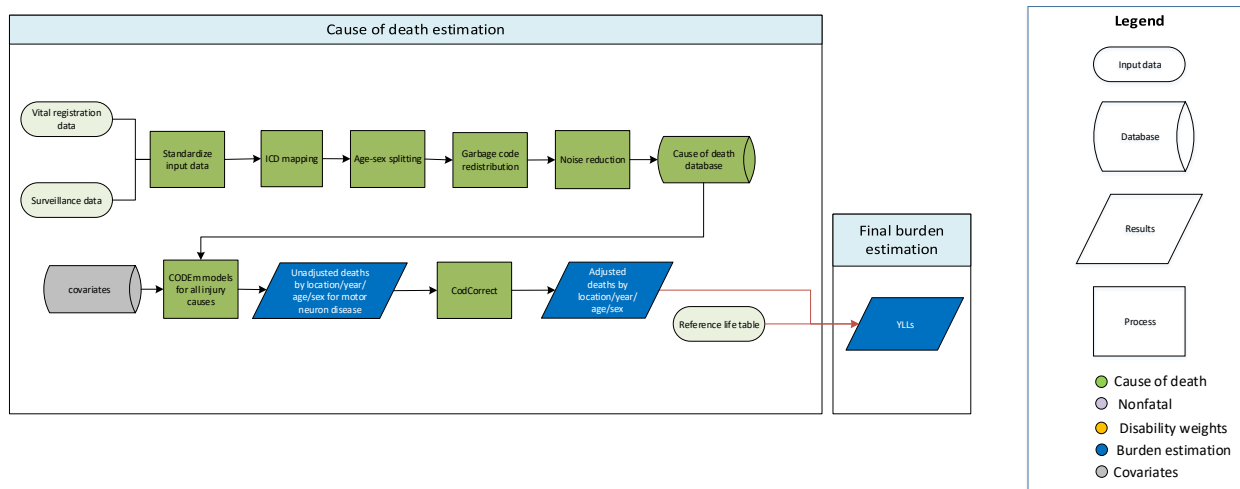 Cause of death estimation
Vital registration
data
Surveillance data
Standardize
input data
ICD mapping
Age-sex splitting
Garbage code
redistribution
Noise reduction
Cause of death
database
covariates
CODEm models
for all injury
causes
Unadjusted deaths
by location/year/
age/sex for motor
neuron disease
CodCorrect
Adjusted
deaths by
location/year/
age/sex
Reference life table
Final burden
estimation
YLLs
Legend
Input data
Database
Results
Process
Cause of death
Nonfatal
Disability weights
Burden estimation
Covariates